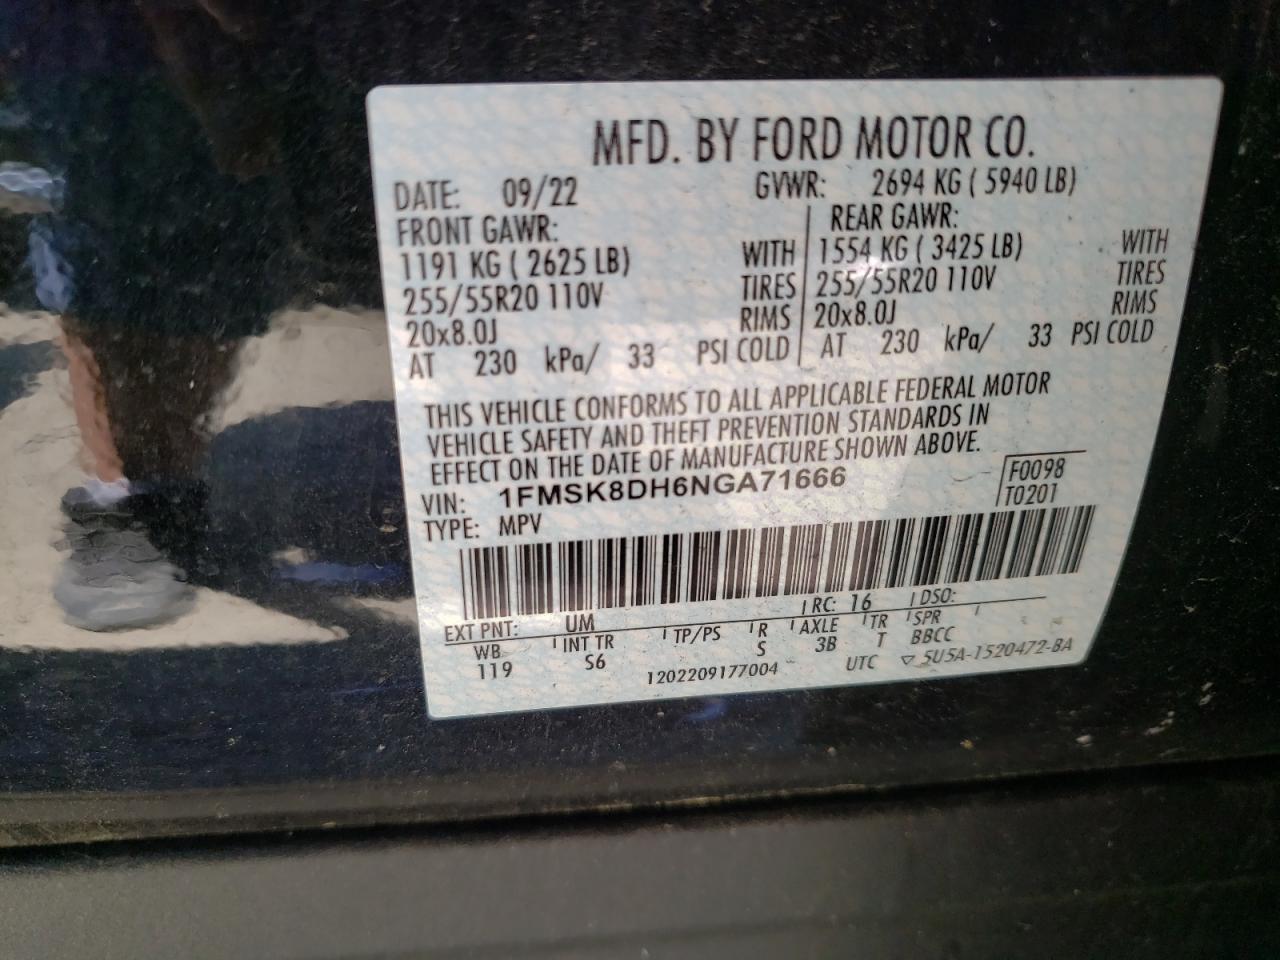 MFD. BY FORD MOTOR CO.
DATE: 09/22 GVWR: 2694 KG ( 5940 LB)
FRONT GAWR: REAR GAWR:
1191 KG ( 2625 LB) WITH 1554 KG ( 3425 LB) WITH
255/55R20 110V TIRES 255/55R20 110V TIRES
20x8.0J RIMS 20x8.0J RIMS
AT 230 kPa/ 33 PSI COLD AT 230 kPa/ 33 PSI COLD
THIS VEHICLE CONFORMS TO ALL APPLICABLE FEDERAL MOTOR
VEHICLE SAFETY AND THEFT PREVENTION STANDARDS IN
EFFECT ON THE DATE OF MANUFACTURE SHOWN ABOVE.
VIN: 1FMSK8DH6NGA71666 F0098
TYPE: MPV T0201
EXT PNT: UM RC: 16 DSO:
WB INT TR TP/PS R AXLE TR SPR
119 S6 S 3B T BBCC
1202209177004 UTC ▽ 5U5A-1520472-BA